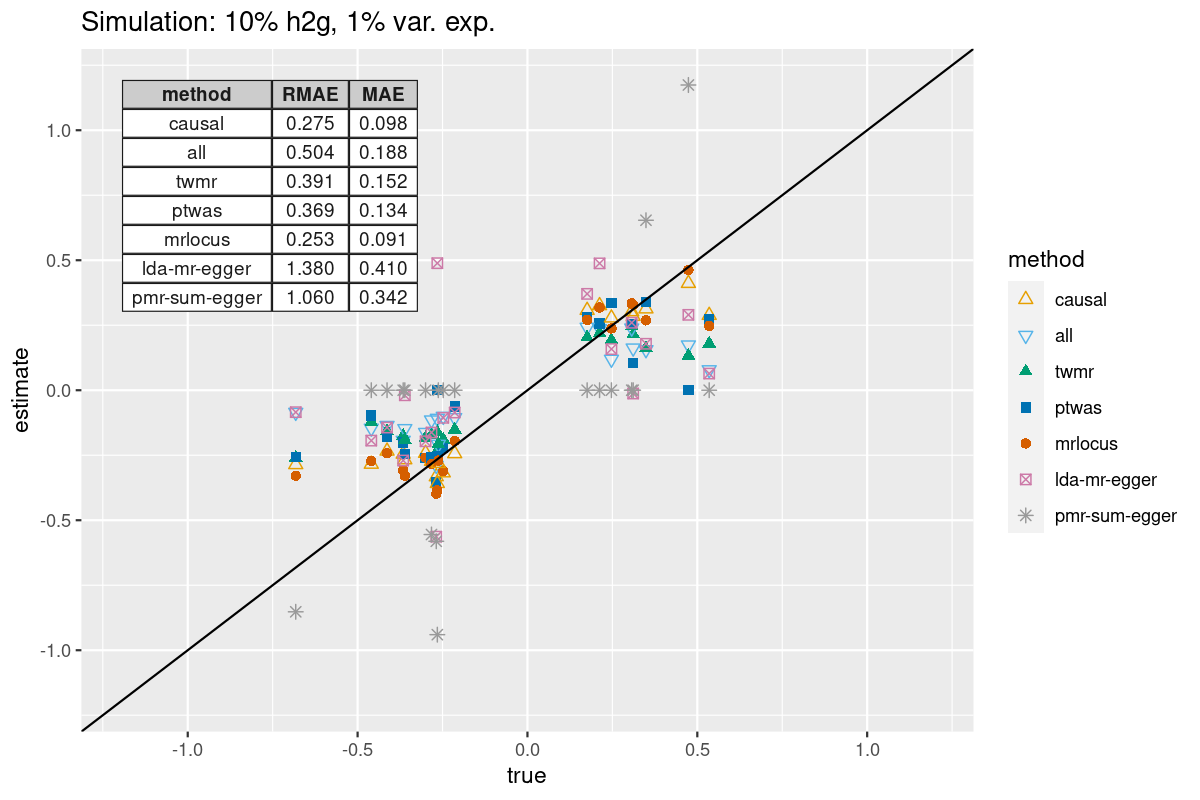 Simulation: 10% h2g, 1% var. exp.
method RMAE MAE
causal 0.275 0.098
all 0.504 0.188
twmr 0.391 0.152
ptwas 0.369 0.134
mrlocus 0.253 0.091
lda-mr-egger 1.380 0.410
pmr-sum-egger 1.060 0.342
estimate
1.0
0.5
0.0
-0.5
-1.0
-1.0 -0.5 0.0 0.5 1.0
true
method
causal
all
twmr
ptwas
mrlocus
lda-mr-egger
pmr-sum-egger